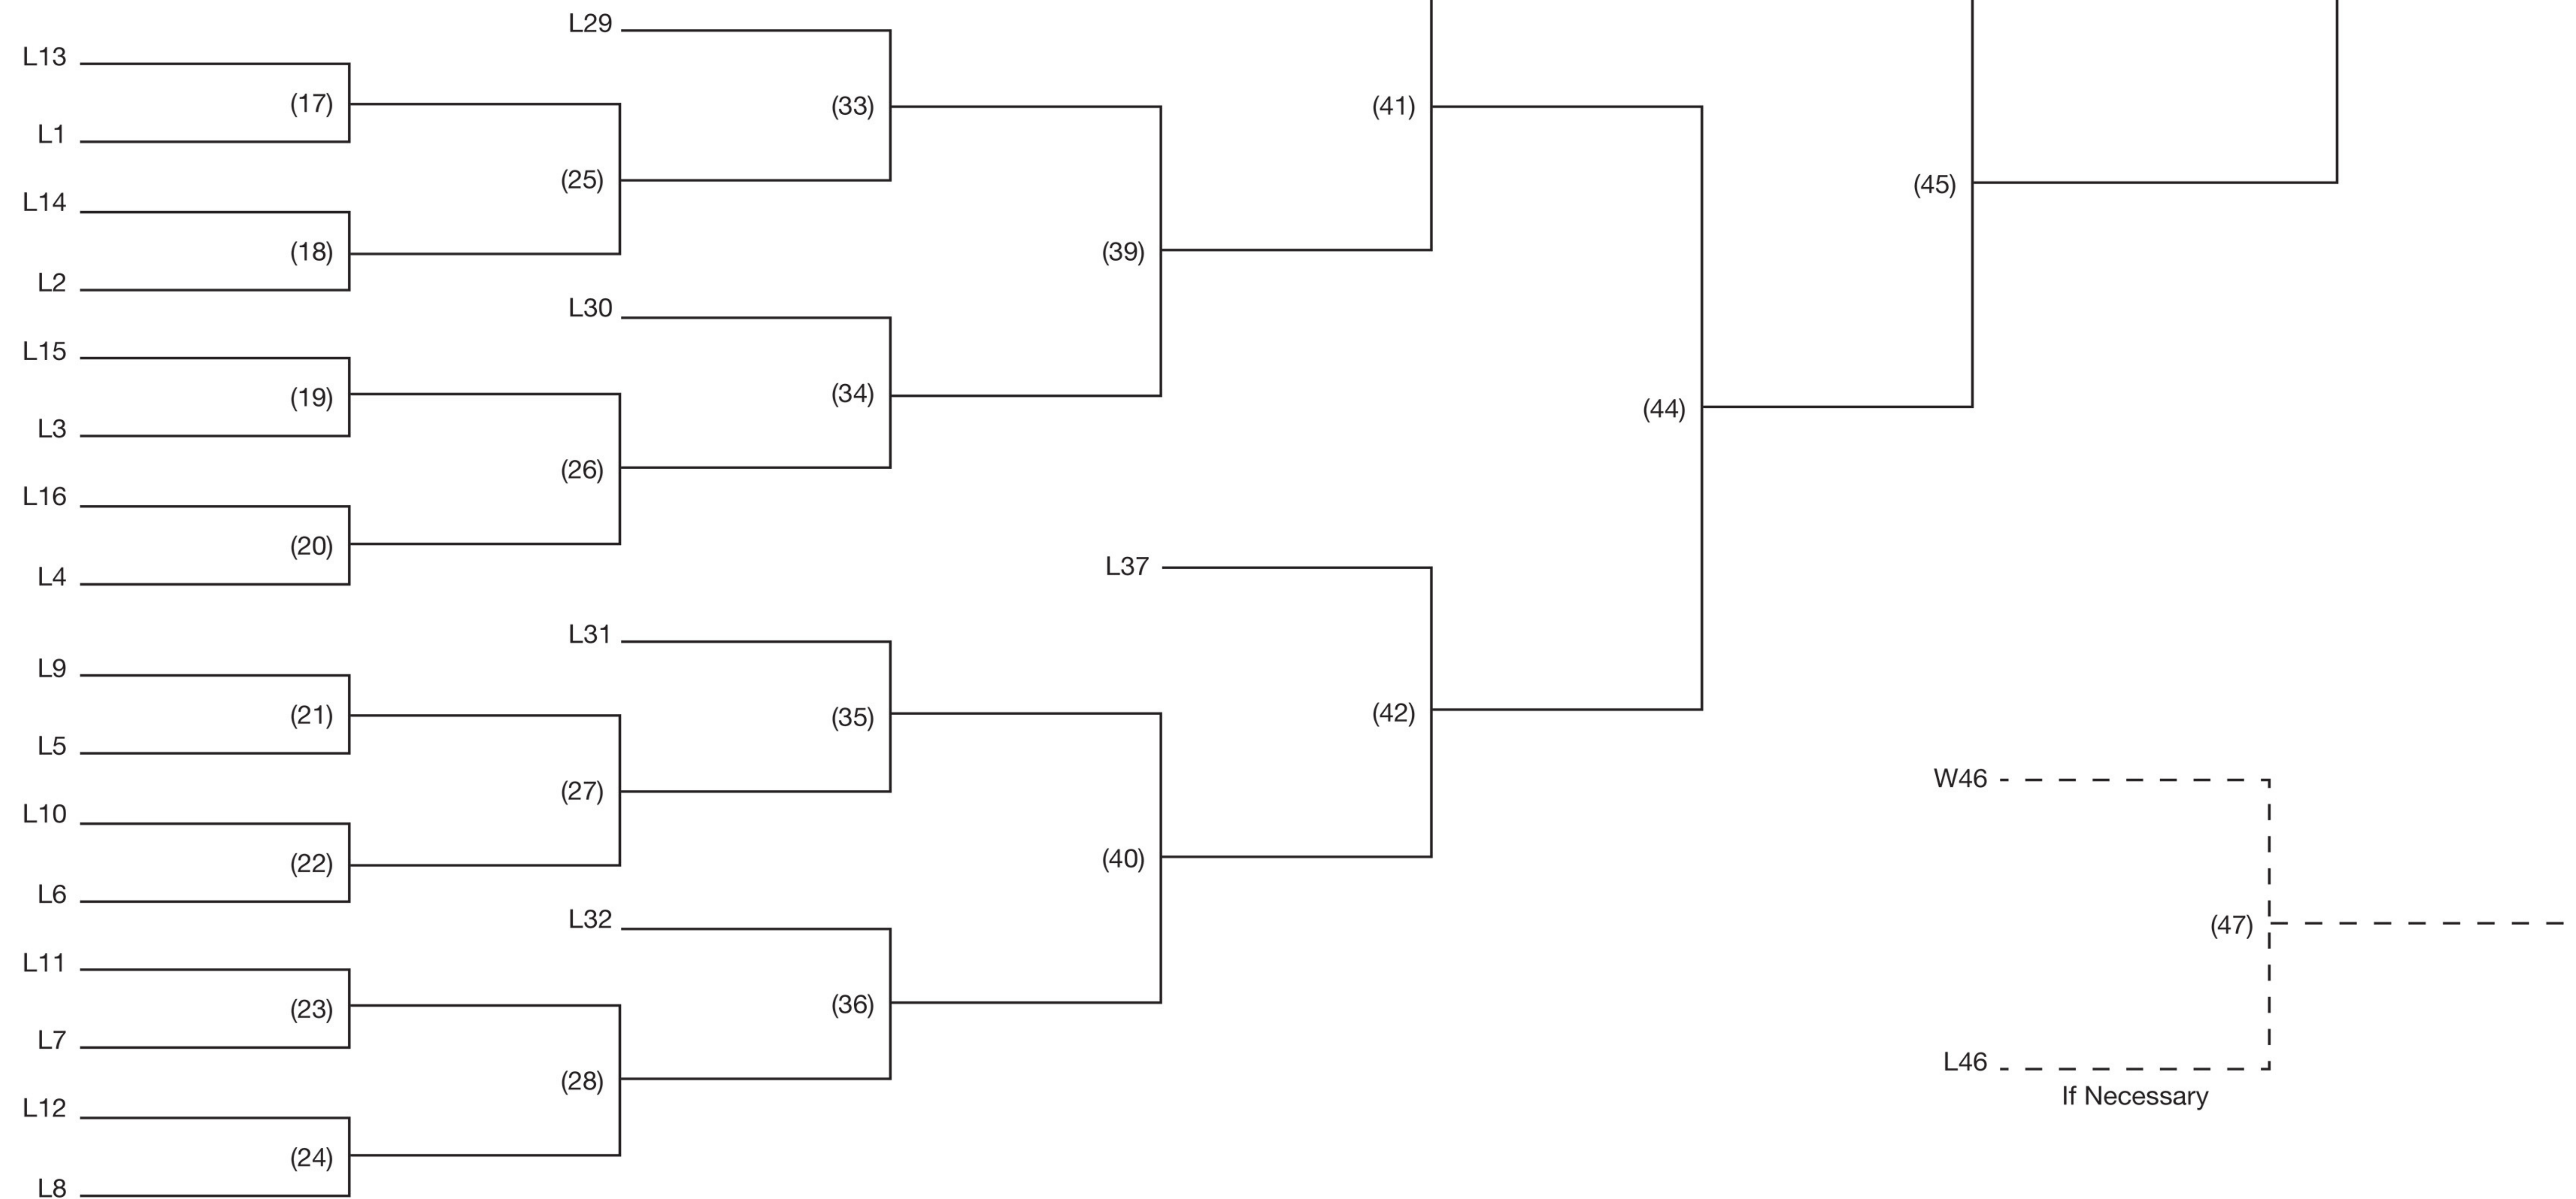 L29
L13
(17)
(33)
(41)
L1
(25)
(45)
L14
(18)
(39)
L2
L30
L15
(19)
(34)
(44)
L3
(26)
L16
(20)
L37
L4
L31
L9
(21)
(35)
(42)
L5
(27)
W46
L10
(22)
(40)
L6
L32
(47)
L11
(23)
(36)
L7
L46
(28)
If Necessary
L12
(24)
L8